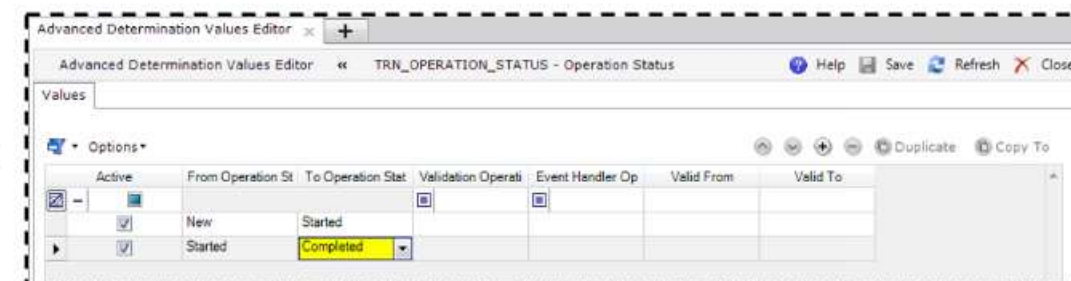 Advanced Determination Values Editor
Advanced Determination Values Editor « TRN_OPERATION_STATUS - Operation Status Help Save Refresh Close
Values
Options
Duplicate Copy To
Active From Operation St To Operation Stat Validation Operati Event Handler Op Valid From Valid To
New Started
Started Completed